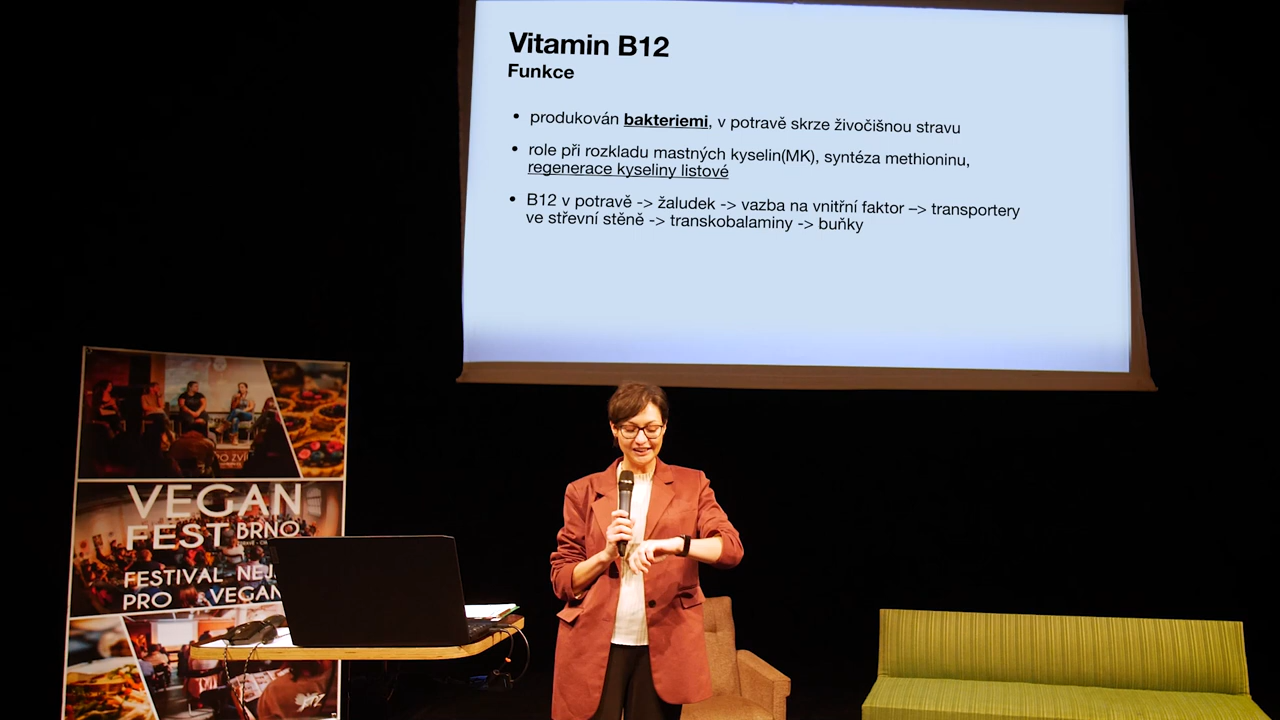 Vitamin B12
Funkce
• produkován bakteriemi, v potravě skrze živočišnou stravu
• role při rozkladu mastných kyselin(MK), syntéza methioninu,
regenerace kyseliny listové
• B12 v potravě -> žaludek -> vazba na vnitřní faktor –> transportery
ve střevní stěně -> transkobalaminy -> buňky
VEGAN
FEST BRNO
FESTIVAL NEJ
PRO VEGAN